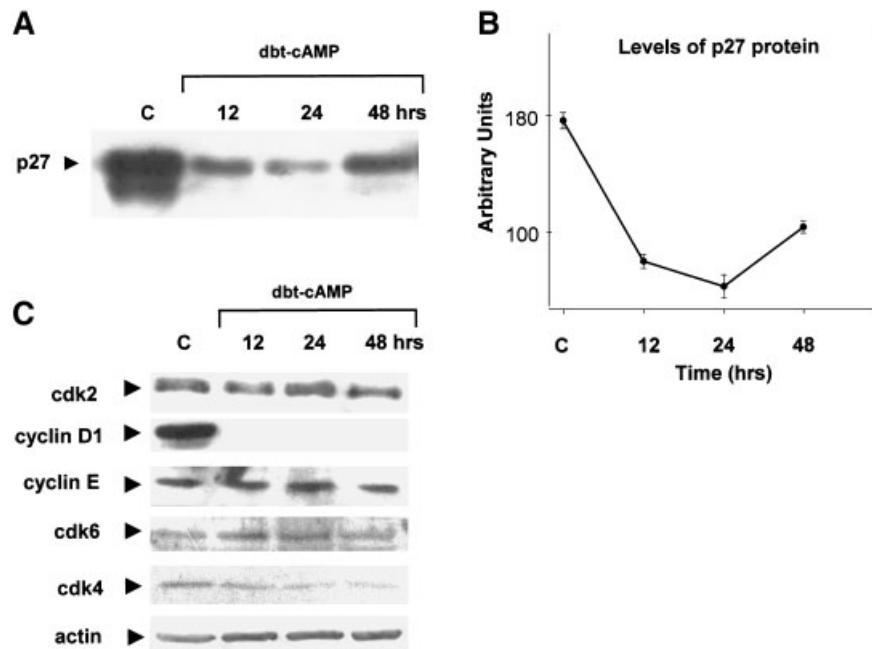 A
dbt-cAMP
C 12 24 48 hrs
p27 ►
B
Levels of p27 protein
Arbitrary Units
180
100
C 12 24 48
Time (hrs)
C
dbt-cAMP
C 12 24 48 hrs
cdk2 ►
cyclin D1 ►
cyclin E ►
cdk6 ►
cdk4 ►
actin ►